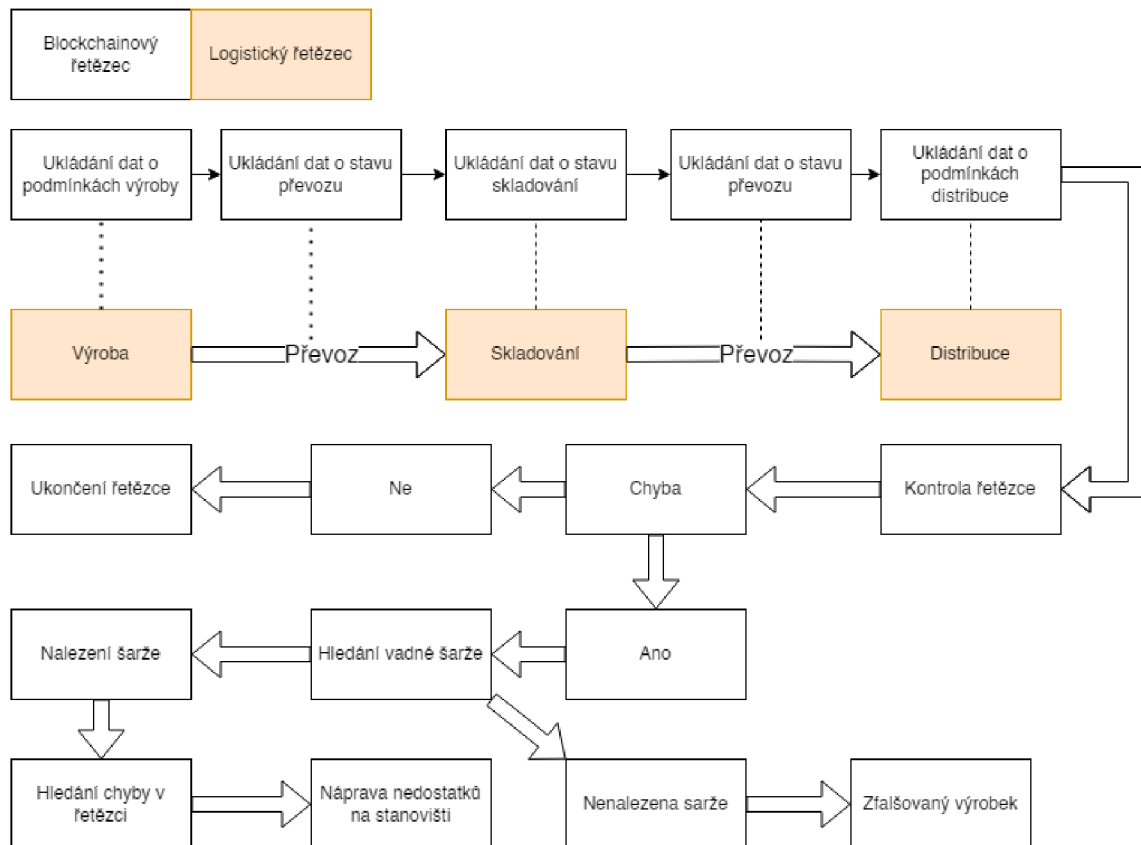 Blockchainový
řetězec
Logistický řetězec
Ukládání dat o
podmínkách výroby
Ukládání dat o stavu
převozu
Ukládání dat o stavu
skladování
Ukládání dat o stavu
převozu
Ukládání dat o
podmínkách
distribuce
Výroba
Převoz
Skladování
Převoz
Distribuce
Ukončení řetězce
Ne
Chyba
Kontrola řetězce
Nalezení šarže
Hledání vadné šarže
Ano
Hledání chyby v
řetězci
Náprava nedostatků
na stanovišti
Nenalezena sarže
Zfalšovaný výrobek